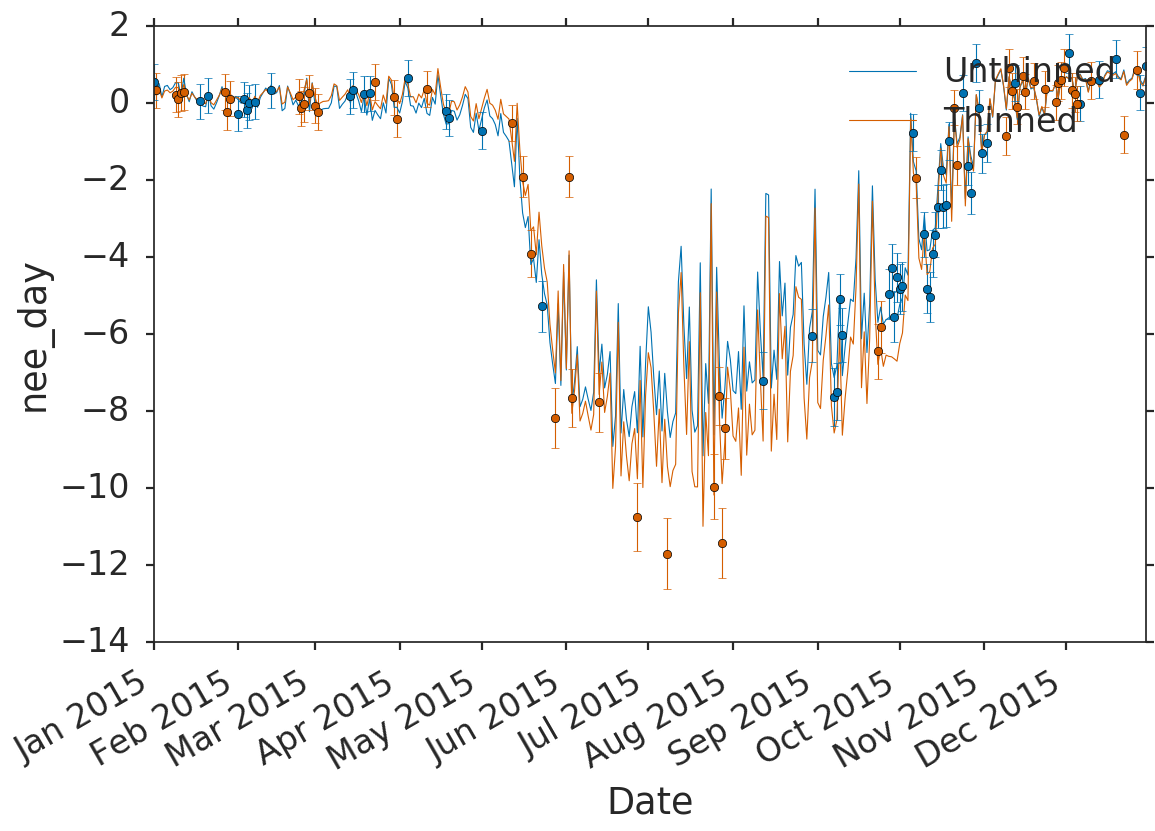 2
0
−2
−4
−6
−8
−10
−12
−14
nee_day
Unthinned
Thinned
Jan 2015
Feb 2015
Mar 2015
Apr 2015
May 2015
Jun 2015
Jul 2015
Aug 2015
Sep 2015
Oct 2015
Nov 2015
Dec 2015
Date